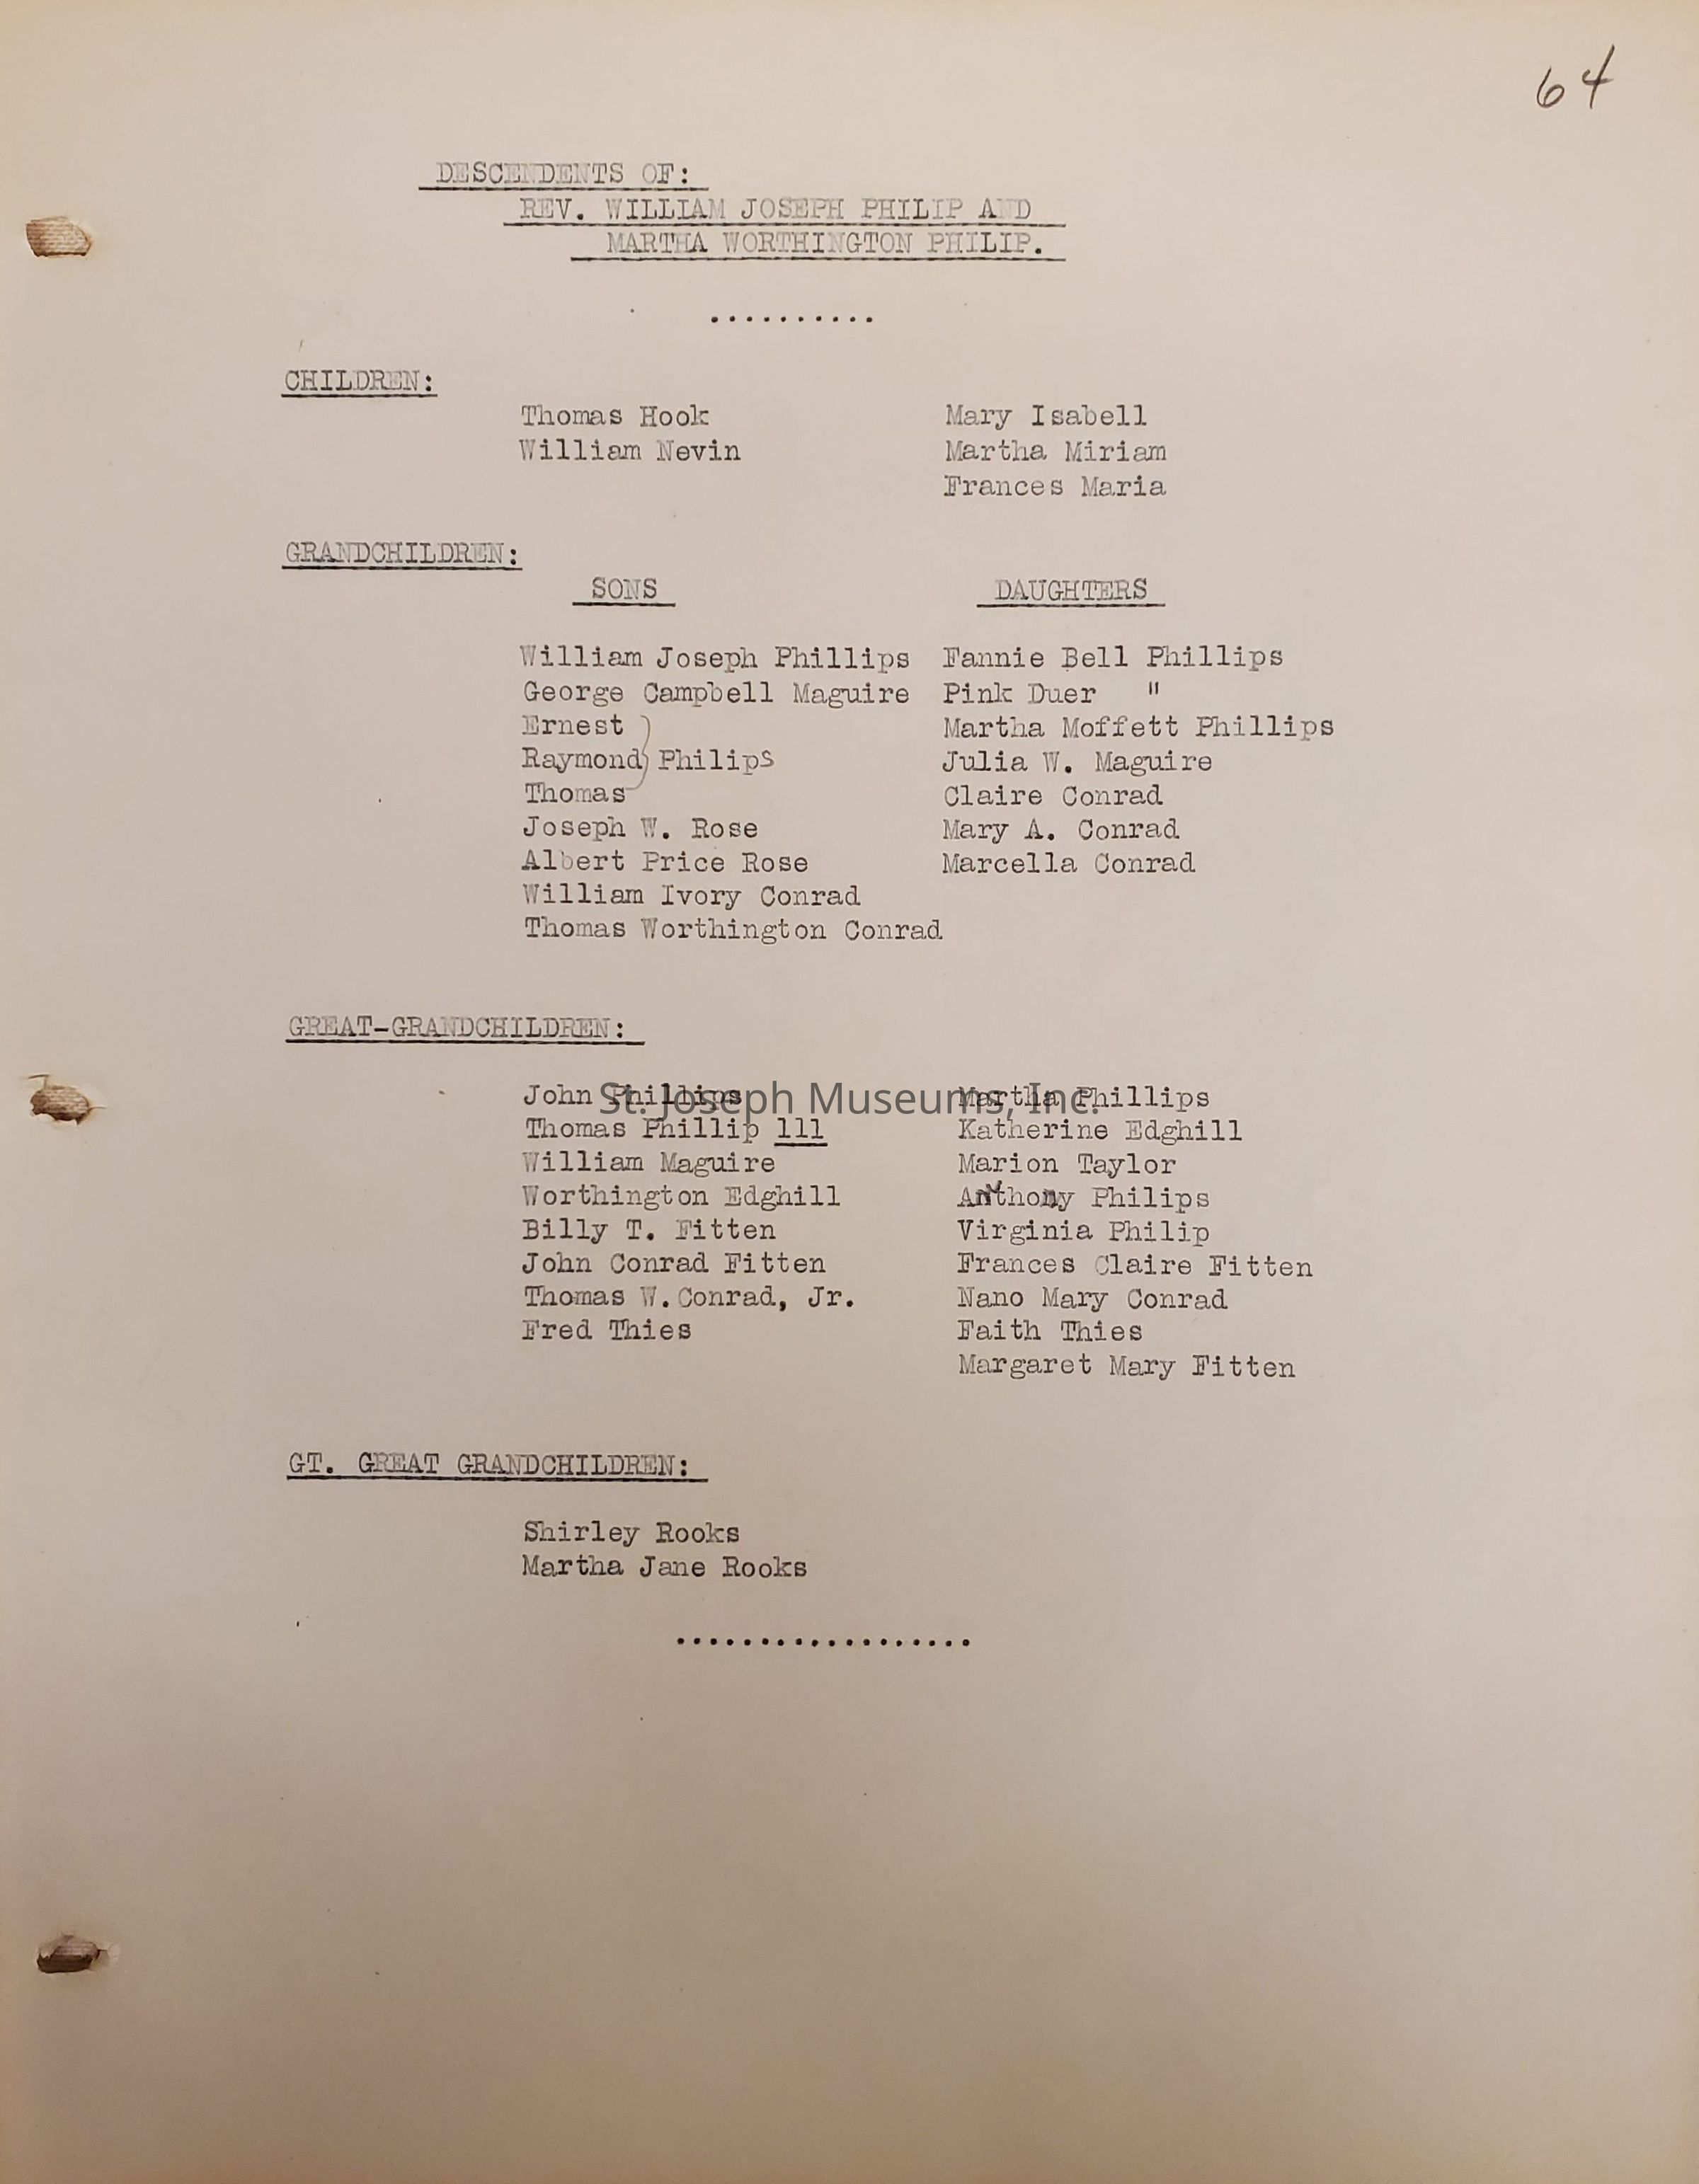 64
DESCENDENTS OF:
REV. WILLIAM JOSEPH PHILIP AND
MARTHA WORTHINGTON PHILIP.
..........
CHILDREN:
Thomas Hook Mary Isabell
William Nevin Martha Miriam
Frances Maria
GRANDCHILDREN:
SONS DAUGHTERS
William Joseph Phillips Fannie Bell Phillips
George Campbell Maguire Pink Duer "
Ernest Martha Moffett Phillips
Raymond) Philips Julia W. Maguire
Thomas Claire Conrad
Joseph W. Rose Mary A. Conrad
Albert Price Rose Marcella Conrad
William Ivory Conrad
Thomas Worthington Conrad
GREAT-GRANDCHILDREN:
John Phillips Martha Phillips
St. Joseph Museums, Inc.
Thomas Phillip lll Katherine Edghill
William Maguire Marion Taylor
Worthington Edghill Philips
Billy T. Fitten Virginia Philip
John Conrad Fitten Frances Claire Fitten
Thomas W. Conrad, Jr. Nano Mary Conrad
Fred Thies Faith Thies
Margaret Mary Fitten
GT. GREAT GRANDCHILDREN:
Shirley Rooks
Martha Jane Rooks
..................